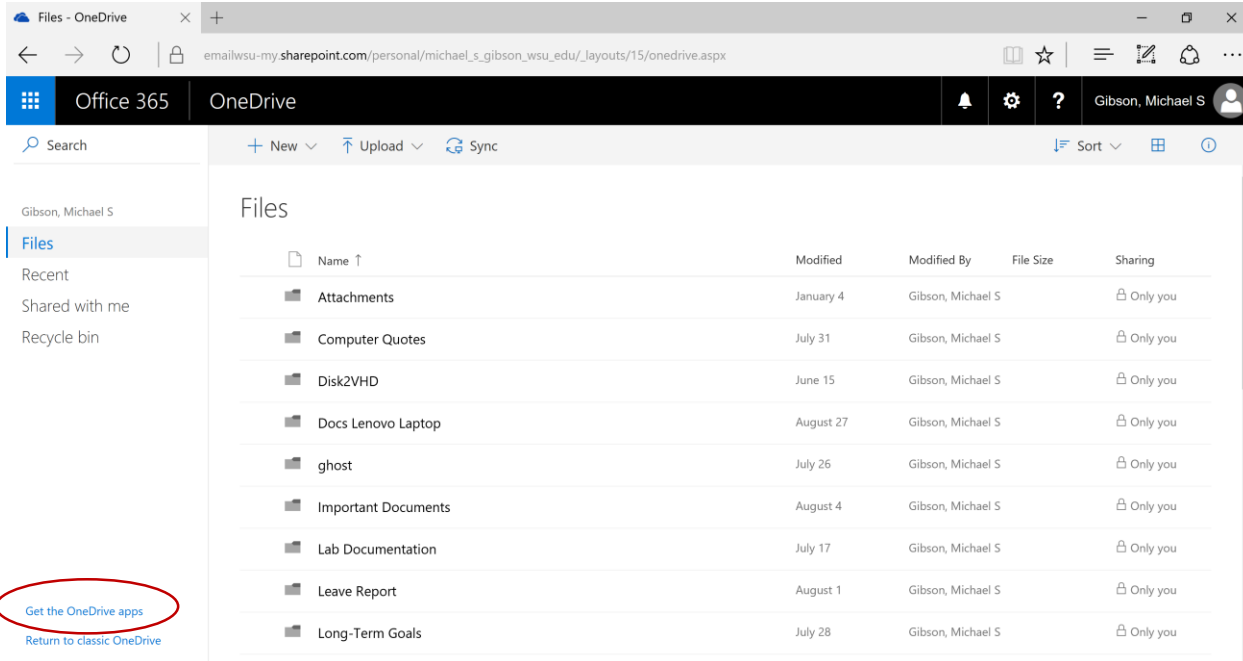 Files - OneDrive
emailwsu-my.sharepoint.com/personal/michael_s_gibson_wsu_edu/_layouts/15/onedrive.aspx
Office 365 OneDrive ? Gibson, Michael S
Search New Upload Sync Sort
Gibson, Michael S
Files
Recent
Shared with me
Recycle bin
Get the OneDrive apps
Return to classic OneDrive
Files
Name ↑ Modified Modified By File Size Sharing
Attachments January 4 Gibson, Michael S Only you
Computer Quotes July 31 Gibson, Michael S Only you
Disk2VHD June 15 Gibson, Michael S Only you
Docs Lenovo Laptop August 27 Gibson, Michael S Only you
ghost July 26 Gibson, Michael S Only you
Important Documents August 4 Gibson, Michael S Only you
Lab Documentation July 17 Gibson, Michael S Only you
Leave Report August 1 Gibson, Michael S Only you
Long-Term Goals July 28 Gibson, Michael S Only you